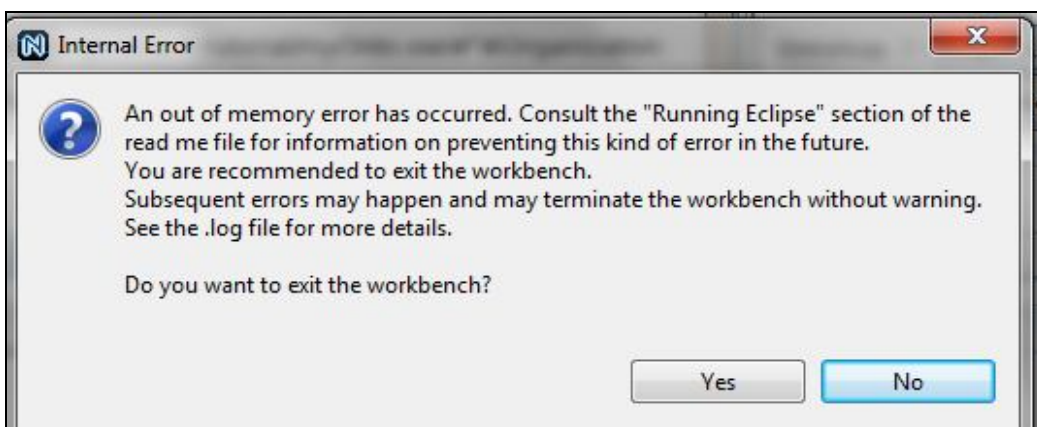 Internal Error
An out of memory error has occurred. Consult the "Running Eclipse" section of the
read me file for information on preventing this kind of error in the future.
You are recommended to exit the workbench.
Subsequent errors may happen and may terminate the workbench without warning.
See the .log file for more details.
Do you want to exit the workbench?
Yes No